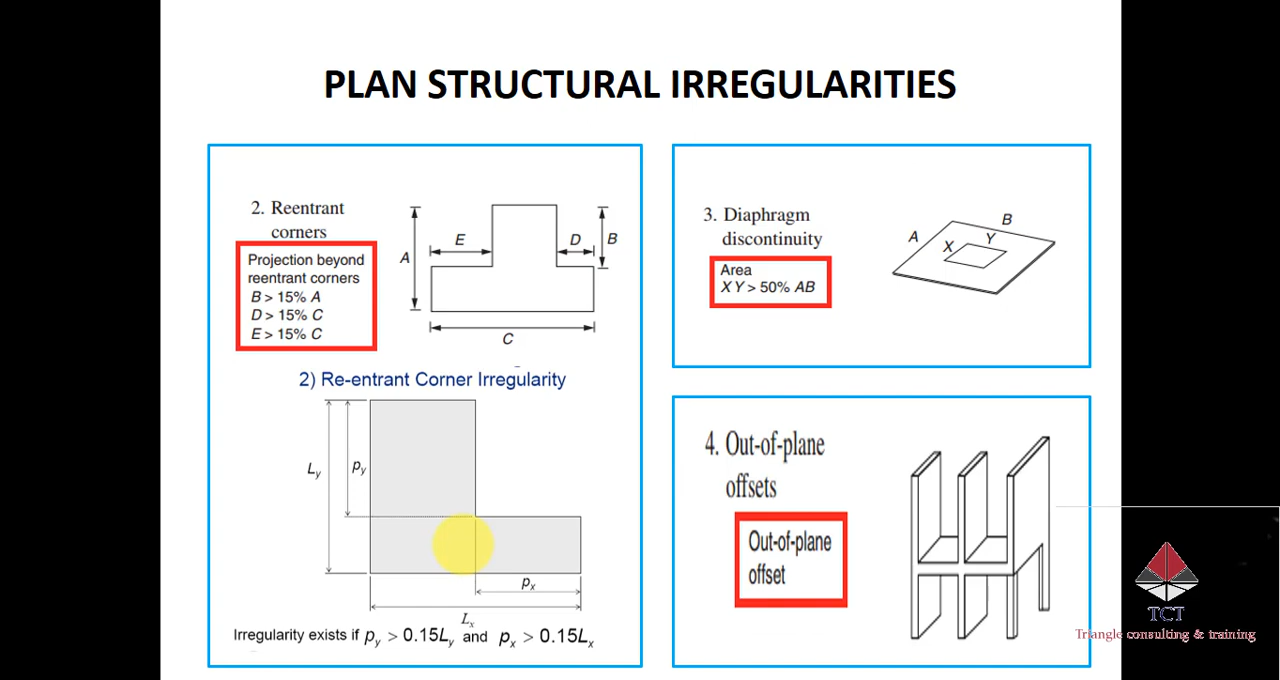 PLAN STRUCTURAL IRREGULARITIES
2. Reentrant
corners
Projection beyond
reentrant corners
B > 15% A
D > 15% C
E > 15% C
A
E
D
B
C
2) Re-entrant Corner Irregularity
Ly
py
px
Lx
Irregularity exists if py > 0.15Ly and px > 0.15Lx
3. Diaphragm
discontinuity
Area
X Y > 50% AB
A
B
X
Y
4. Out-of-plane
offsets
Out-of-plane
offset
TCT
Triangle consulting & training